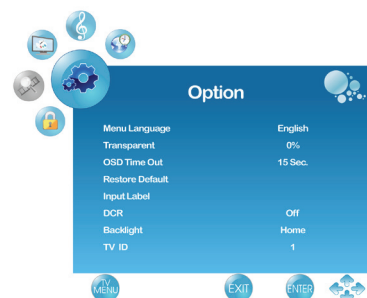 Option
Menu Language English
Transparent 0%
OSD Time Out 15 Sec.
Restore Default
Input Label
DCR Off
Backlight Home
TV ID 1
TV MENU EXIT ENTER